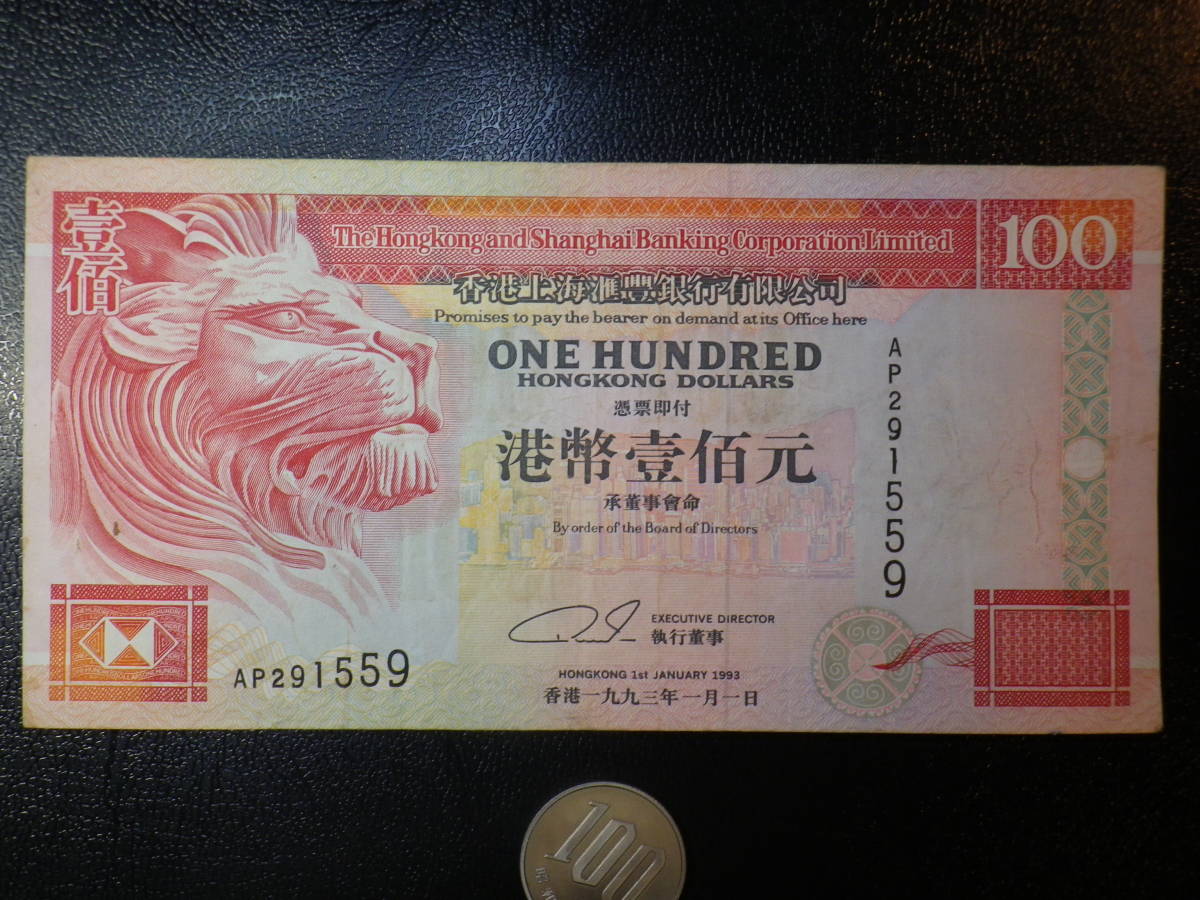 壹佰
The Hongkong and Shanghai Banking Corporation Limited
100
香港上海滙豐銀行有限公司
Promises to pay the bearer on demand at its Office here
ONE HUNDRED
HONGKONG DOLLARS
憑票即付
港幣壹佰元
承董事會命
By order of the Board of Directors
AP291559
EXECUTIVE DIRECTOR
執行董事
HONGKONG 1st JANUARY 1993
香港一九九三年一月一日
AP291559
100